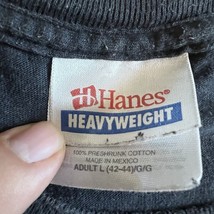 Hanes
HEAVYWEIGHT
100% PRESHRUNK COTTON
MADE IN MEXICO
ADULT L (42-44)/G/G